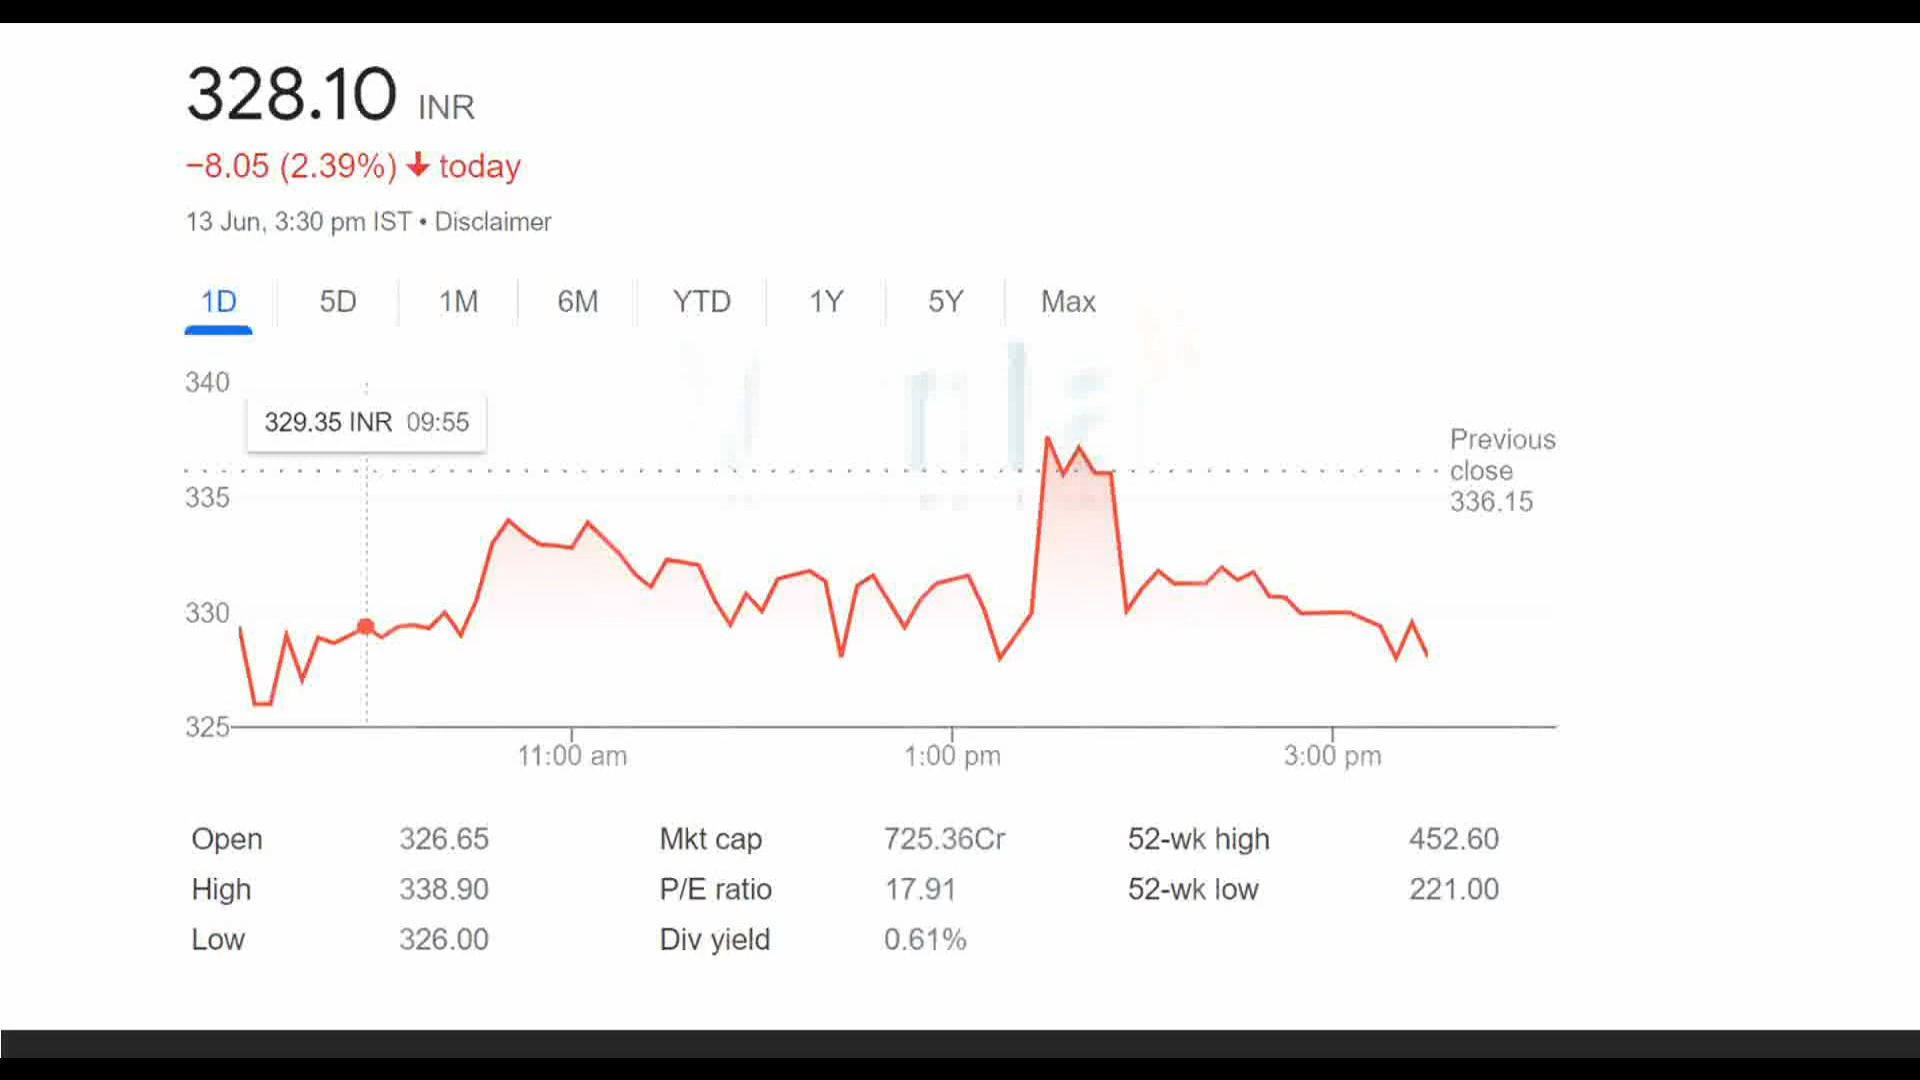 328.10 INR
−8.05 (2.39%) ↓ today
13 Jun, 3:30 pm IST • Disclaimer
1D 5D 1M 6M YTD 1Y 5Y Max
340
329.35 INR 09:55
Previous
close
336.15
335
330
325
11:00 am 1:00 pm 3:00 pm
Open 326.65 Mkt cap 725.36Cr 52-wk high 452.60
High 338.90 P/E ratio 17.91 52-wk low 221.00
Low 326.00 Div yield 0.61%